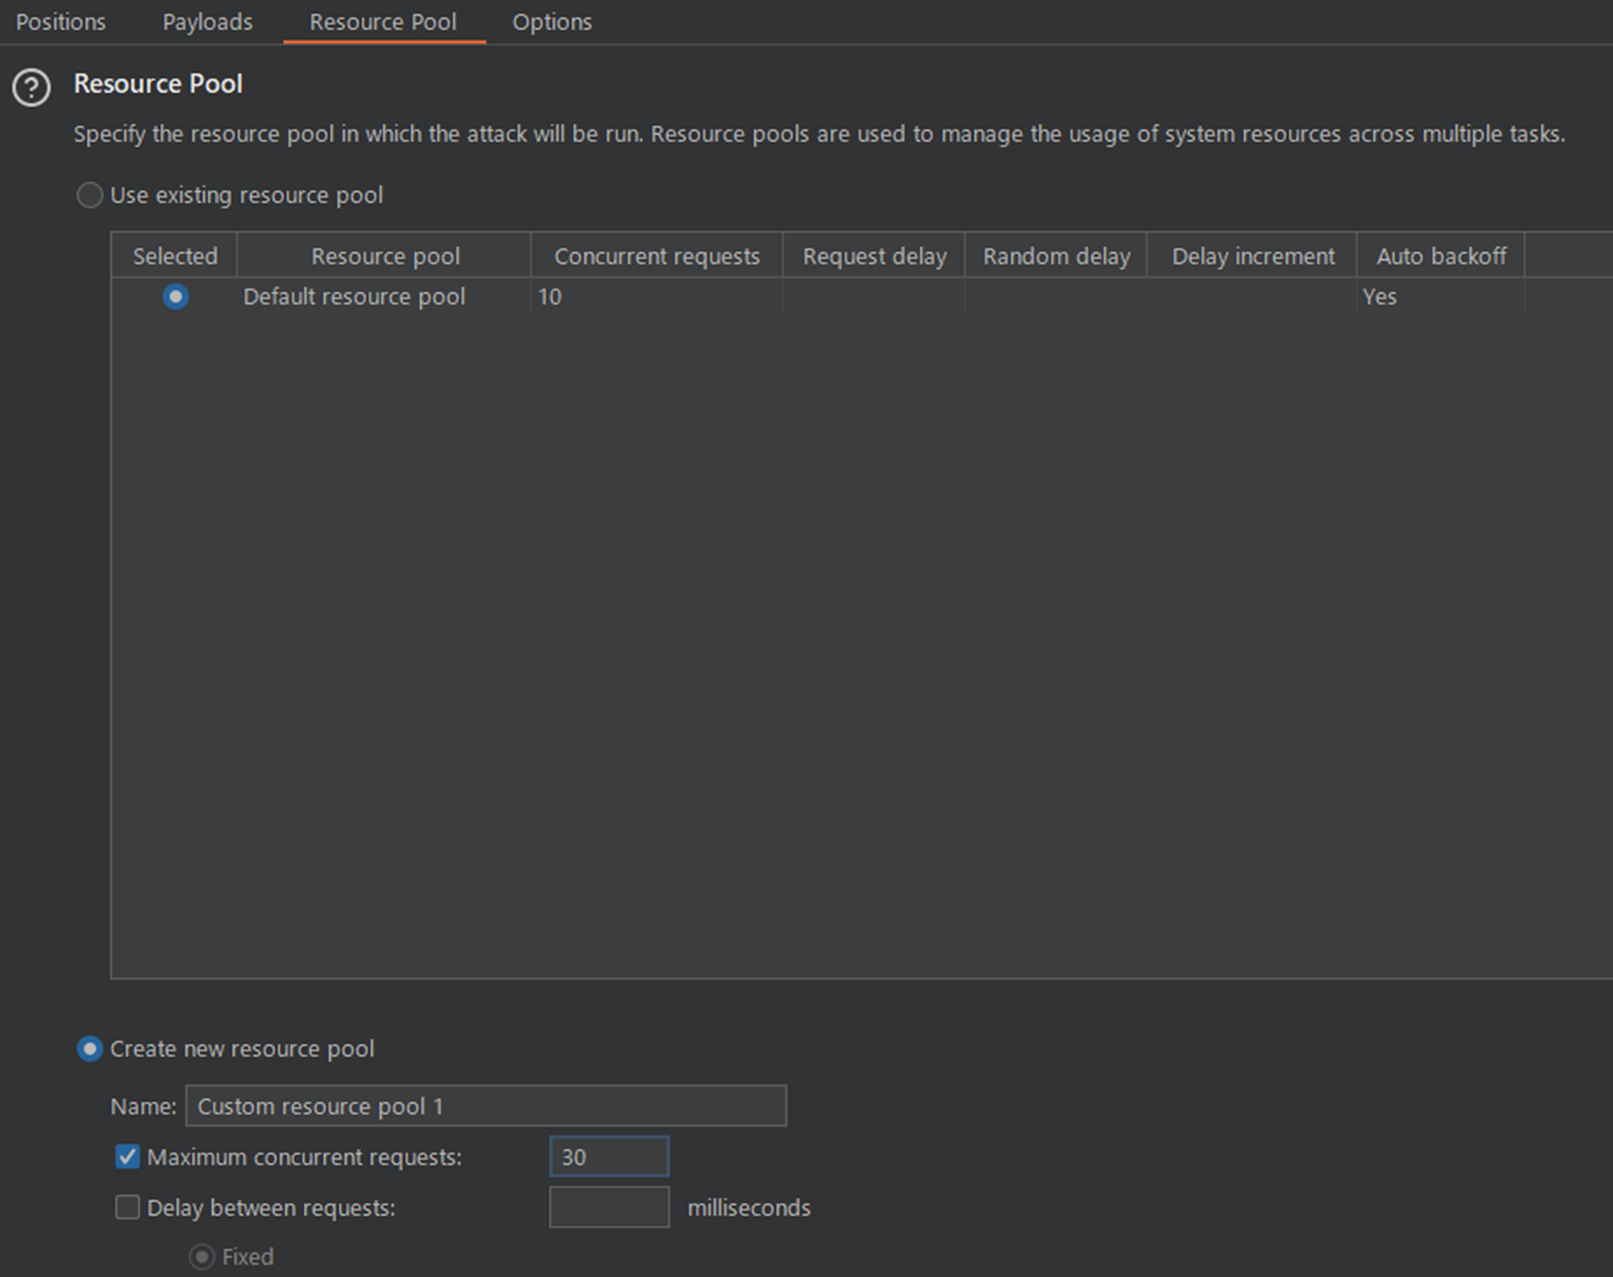 Positions Payloads Resource Pool Options
? Resource Pool
Specify the resource pool in which the attack will be run. Resource pools are used to manage the usage of system resources across multiple tasks.
Use existing resource pool
Selected Resource pool Concurrent requests Request delay Random delay Delay increment Auto backoff
Default resource pool 10 Yes
Create new resource pool
Name: Custom resource pool 1
Maximum concurrent requests: 30
Delay between requests: milliseconds
Fixed